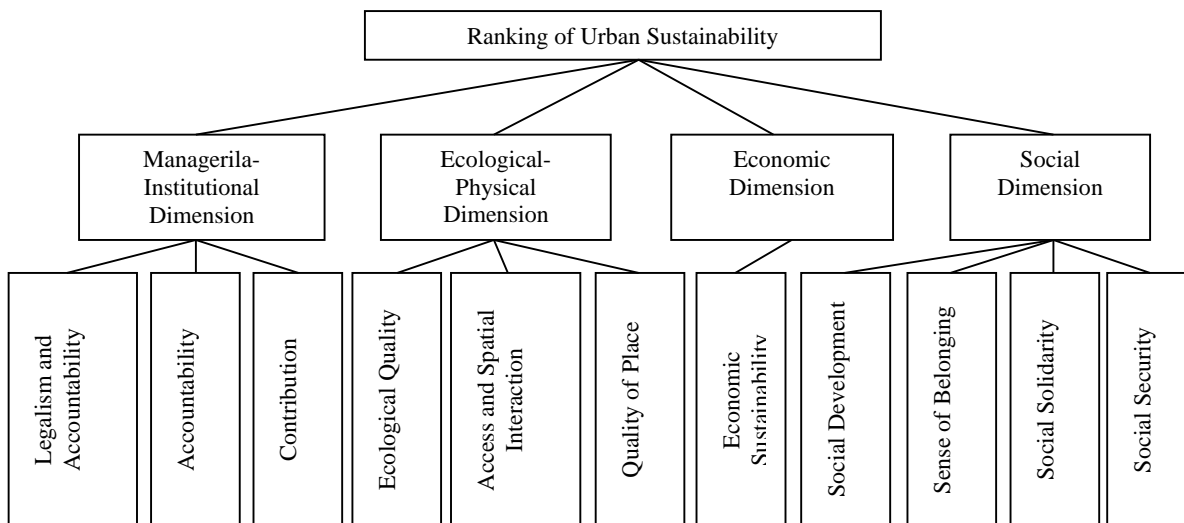 Ranking of Urban Sustainability
Managerila-
Institutional
Dimension
Ecological-
Physical
Dimension
Economic
Dimension
Social
Dimension
Legalism and
Accountability
Accountability
Contribution
Ecological Quality
Access and Spatial
Interaction
Quality of Place
Economic
Sustainability
Social Development
Sense of Belonging
Social Solidarity
Social Security